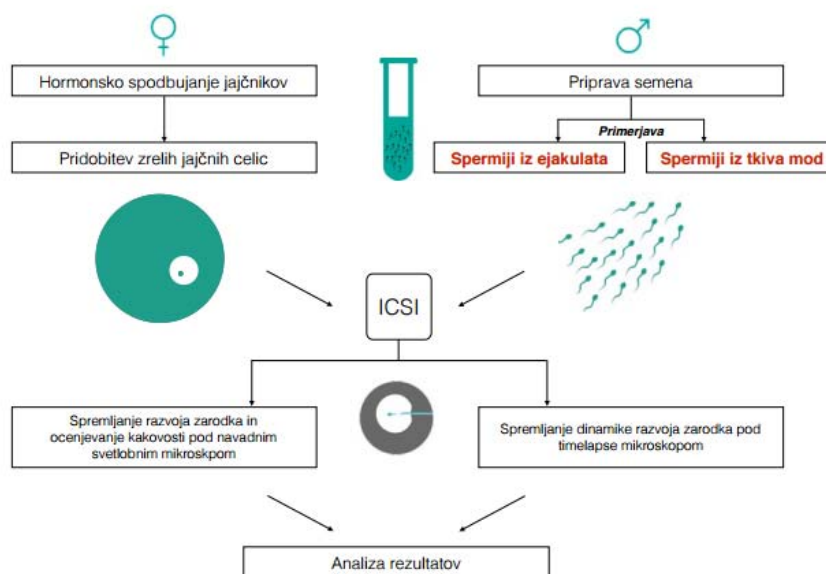 Hormonsko spodbujanje jajčnikov
Pridobitev zrelih jajčnih celic
Priprava semena
Primerjava
Spermiji iz ejakulata
Spermiji iz tkiva mod
ICSI
Spremljanje razvoja zarodka in
ocenjevanje kakovosti pod navadnim
svetlobnim mikroskpom
Spremljanje dinamike razvoja zarodka pod
timelapse mikroskopom
Analiza rezultatov